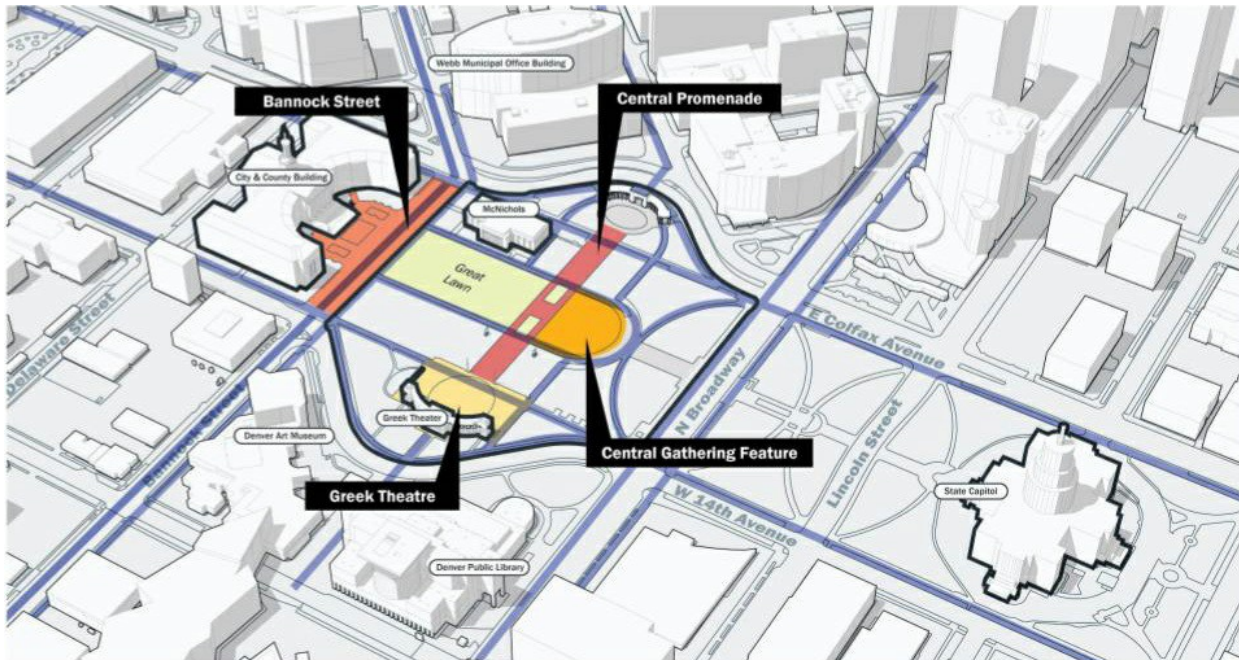 Webb Municipal Office Building
Bannock Street
Central Promenade
City & County Building
McNichols
Great
Lawn
E Colfax Avenue
Delaware Street
N Broadway
Lincoln Street
Greek Theater
Denver Art Museum
Bannock Street
Central Gathering Feature
Greek Theatre
State Capitol
W 14th Avenue
Denver Public Library